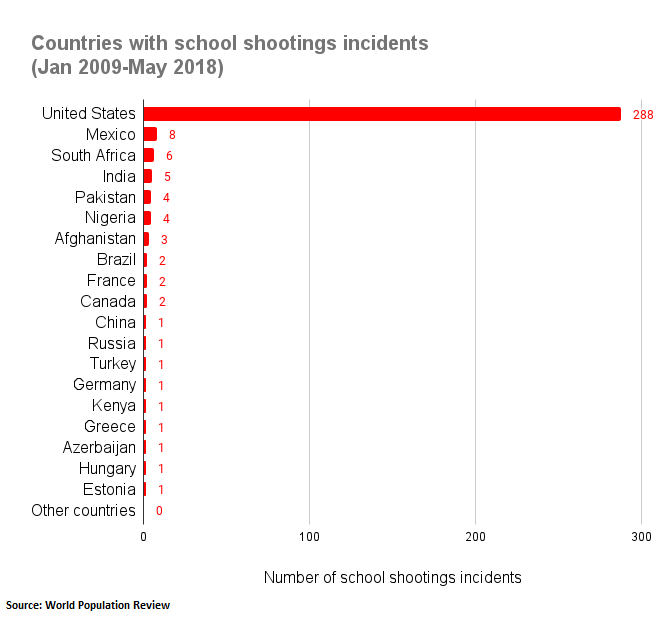 Countries with school shootings incidents
(Jan 2009-May 2018)
United States 288
Mexico 8
South Africa 6
India 5
Pakistan 4
Nigeria 4
Afghanistan 3
Brazil 2
France 2
Canada 2
China 1
Russia 1
Turkey 1
Germany 1
Kenya 1
Greece 1
Azerbaijan 1
Hungary 1
Estonia 1
Other countries 0
0 100 200 300
Number of school shootings incidents
Source: World Population Review